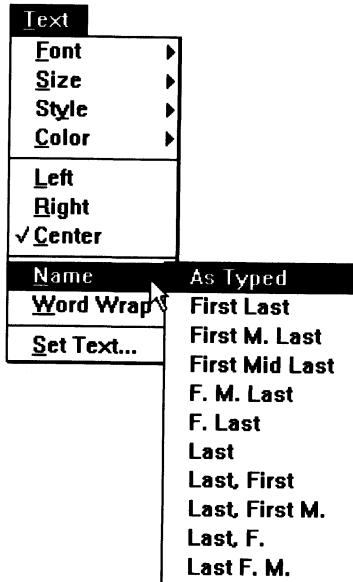 Text
Font
Size
Style
Color
Left
Right
✓ Center
Name
Word Wrap
Set Text...
As Typed
First Last
First M. Last
First Mid Last
F. M. Last
F. Last
Last
Last, First
Last, First M.
Last, F.
Last F. M.